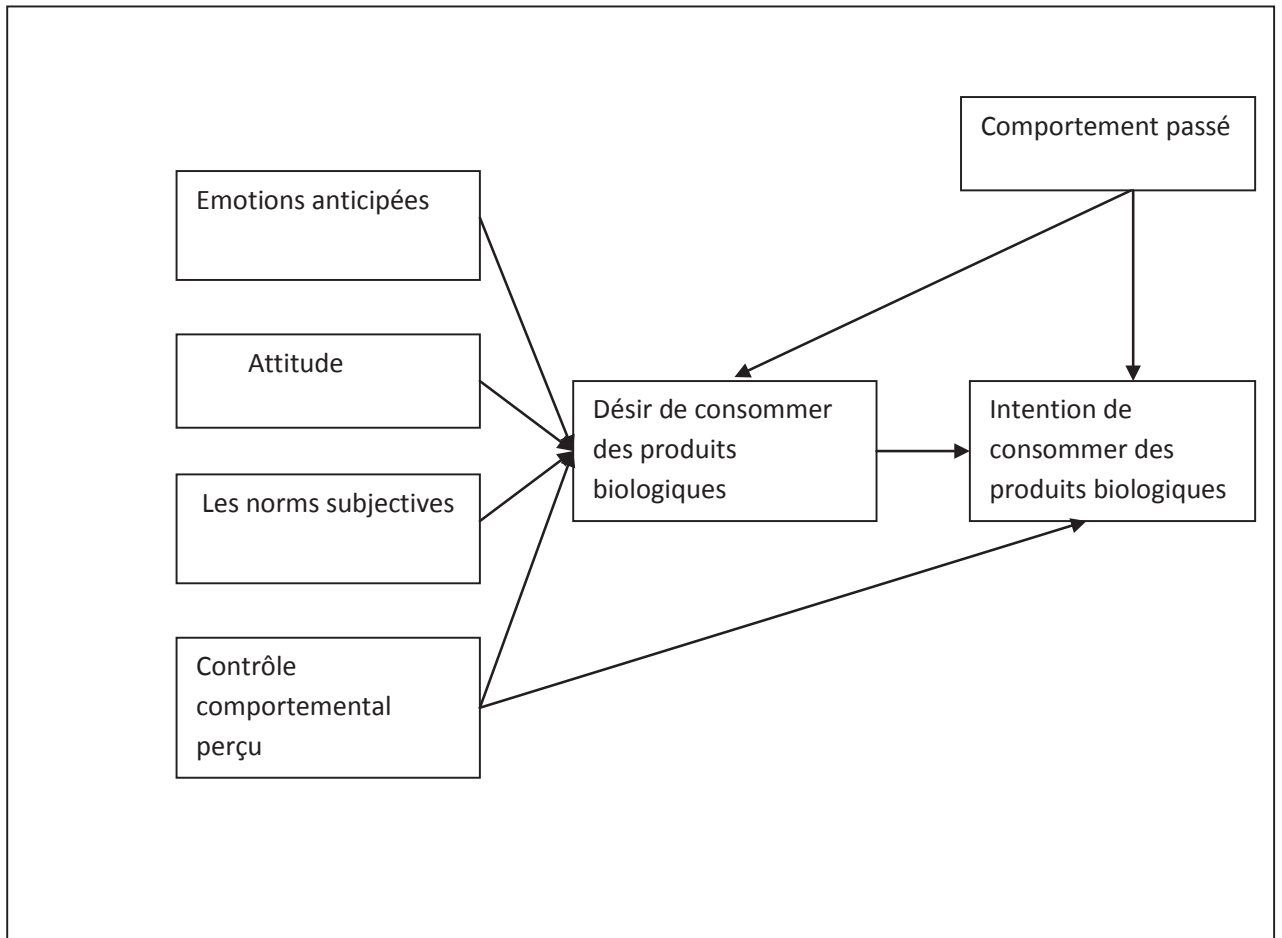 Comportement passé
Emotions anticipées
Attitude
Les norms subjectives
Contrôle
comportemental
perçu
Désir de consommer
des produits
biologiques
Intention de
consommer des
produits biologiques